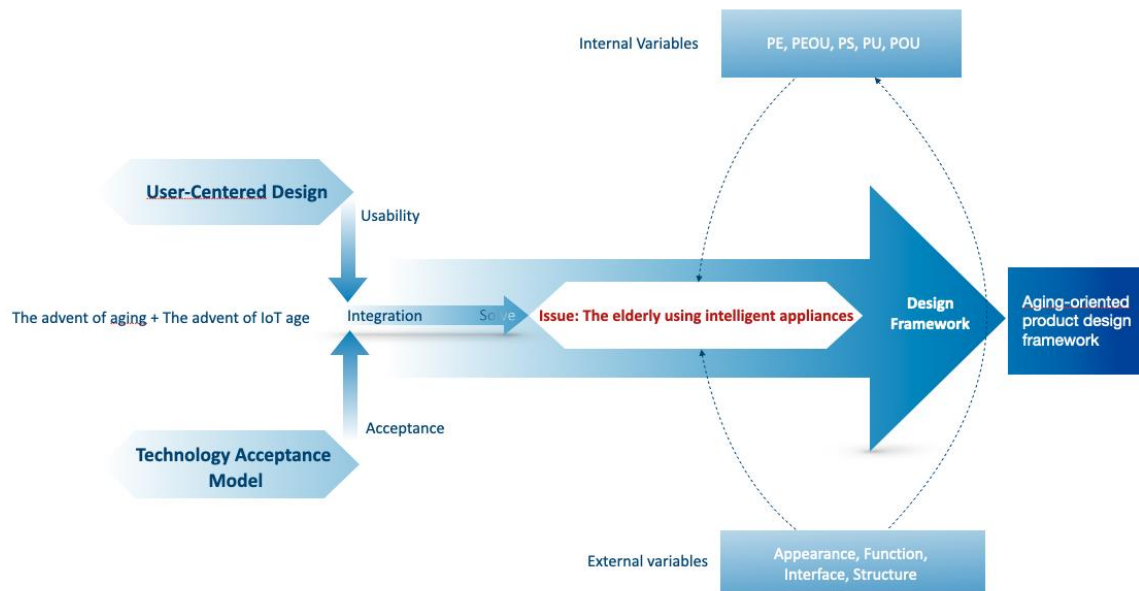 Internal Variables
PE, PEOU, PS, PU, POU
User-Centered Design
Usability
The advent of aging + The advent of IoT age
Integration
Solve
Issue: The elderly using intelligent appliances
Design
Framework
Aging-oriented
product design
framework
Acceptance
Technology Acceptance
Model
External variables
Appearance, Function,
Interface, Structure